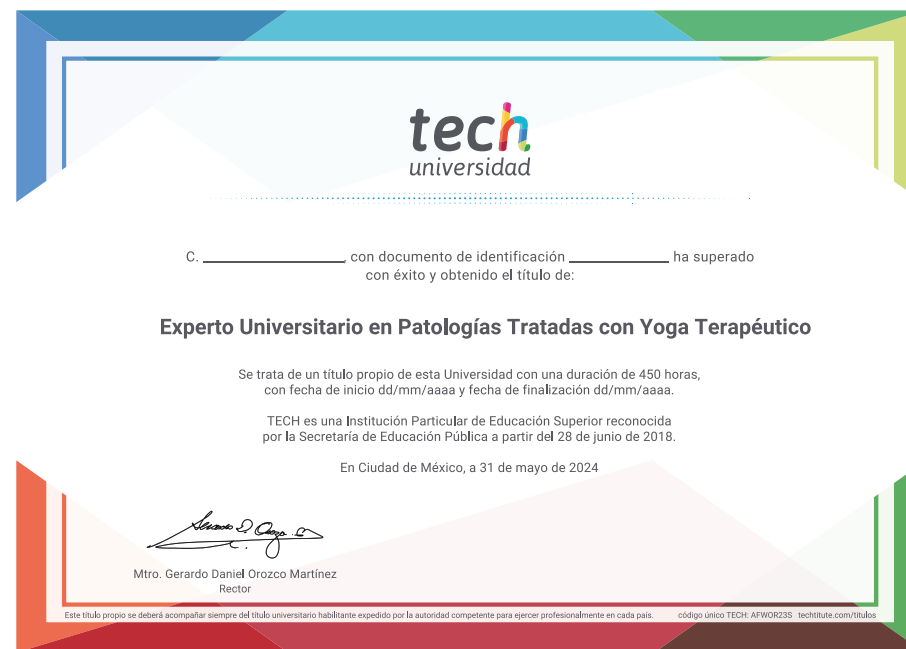 tech
universidad
C. ____________________, con documento de identificación ______________ ha superado
con éxito y obtenido el título de:
Experto Universitario en Patologías Tratadas con Yoga Terapéutico
Se trata de un título propio de esta Universidad con una duración de 450 horas,
con fecha de inicio dd/mm/aaaa y fecha de finalización dd/mm/aaaa.
TECH es una Institución Particular de Educación Superior reconocida
por la Secretaría de Educación Pública a partir del 28 de junio de 2018.
En Ciudad de México, a 31 de mayo de 2024
Mtro. Gerardo Daniel Orozco Martínez
Rector
Este título propio se deberá acompañar siempre del título universitario habilitante expedido por la autoridad competente para ejercer profesionalmente en cada país. código único TECH: AFWOR23S techtitute.com/titulos